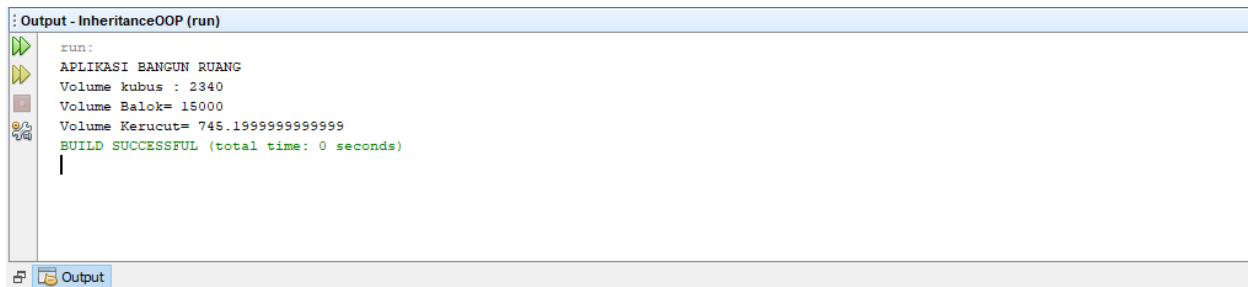 Output - InheritanceOOP (run)
run:
APLIKASI BANGUN RUANG
Volume kubus : 2340
Volume Balok= 15000
Volume Kerucut= 745.1999999999999
BUILD SUCCESSFUL (total time: 0 seconds)
Output